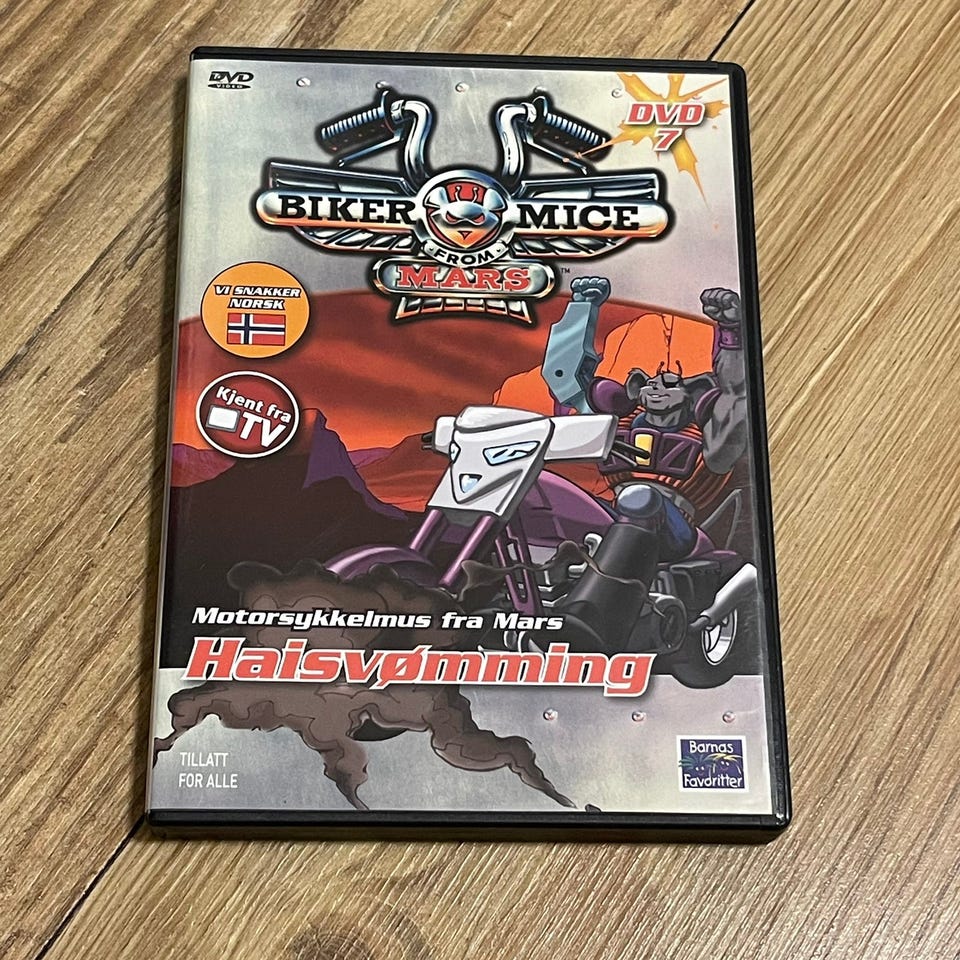 DVD
VIDEO
DVD
7
BIKER MICE
FROM
MARS
TM
VI SNAKKER
NORSK
Kjent fra
TV
Motorsykkelmus fra Mars
Haisvømming
TILLATT
FOR ALLE
Barnas
Favoritter